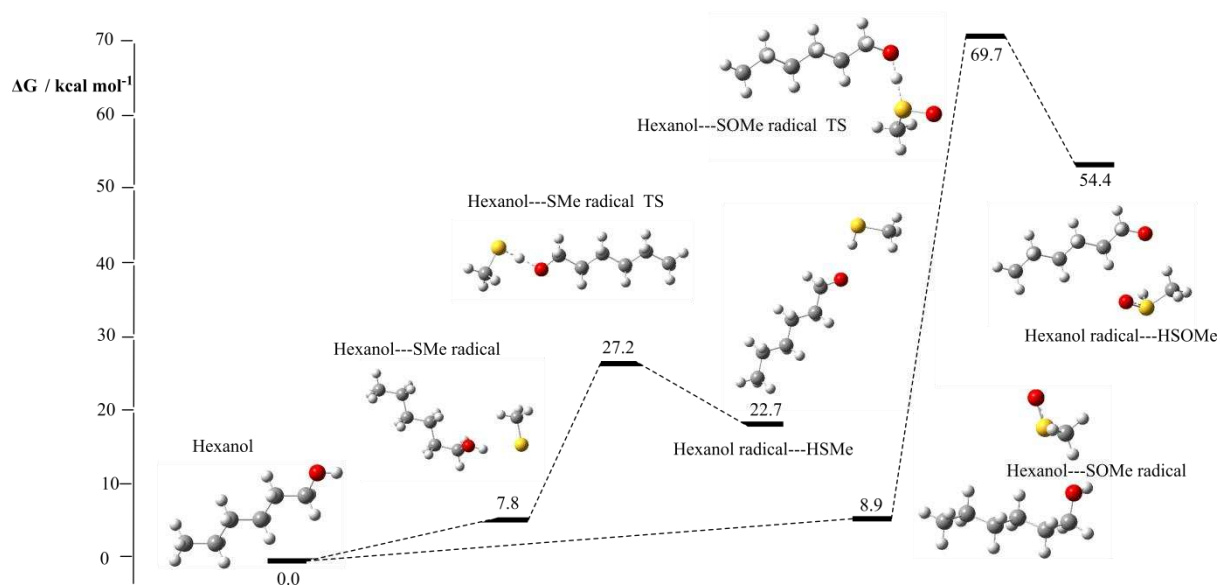 70
69.7
ΔG / kcal mol-1
60
Hexanol---SOMe radical TS
50
54.4
Hexanol---SMe radical TS
40
Hexanol radical---HSOMe
30
27.2
Hexanol---SMe radical
20
22.7
Hexanol radical---HSMe
Hexanol
Hexanol---SOMe radical
10
7.8
8.9
0
0.0